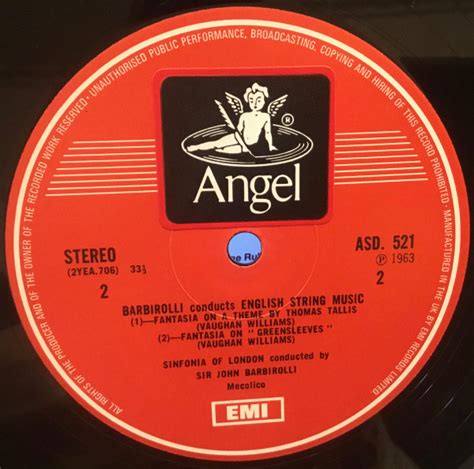 ALL RIGHTS OF THE PRODUCER AND OF THE OWNER OF THE RECORDED WORK RESERVED - UNAUTHORISED PUBLIC PERFORMANCE, BROADCASTING, COPYING AND HIRING OF THIS RECORD PROHIBITED - MANUFACTURED IN THE UK BY EMI RECORDS LIMITED
®
Angel
STEREO
(2YEA.706) 33⅓
2
ASD. 521
℗ 1963
2
BARBIROLLI conducts ENGLISH STRING MUSIC
(1)—FANTASIA ON A THEME BY THOMAS TALLIS
(VAUGHAN WILLIAMS)
(2)—FANTASIA ON "GREENSLEEVES"
(VAUGHAN WILLIAMS)
SINFONIA OF LONDON conducted by
SIR JOHN BARBIROLLI
Mecolico
EMI